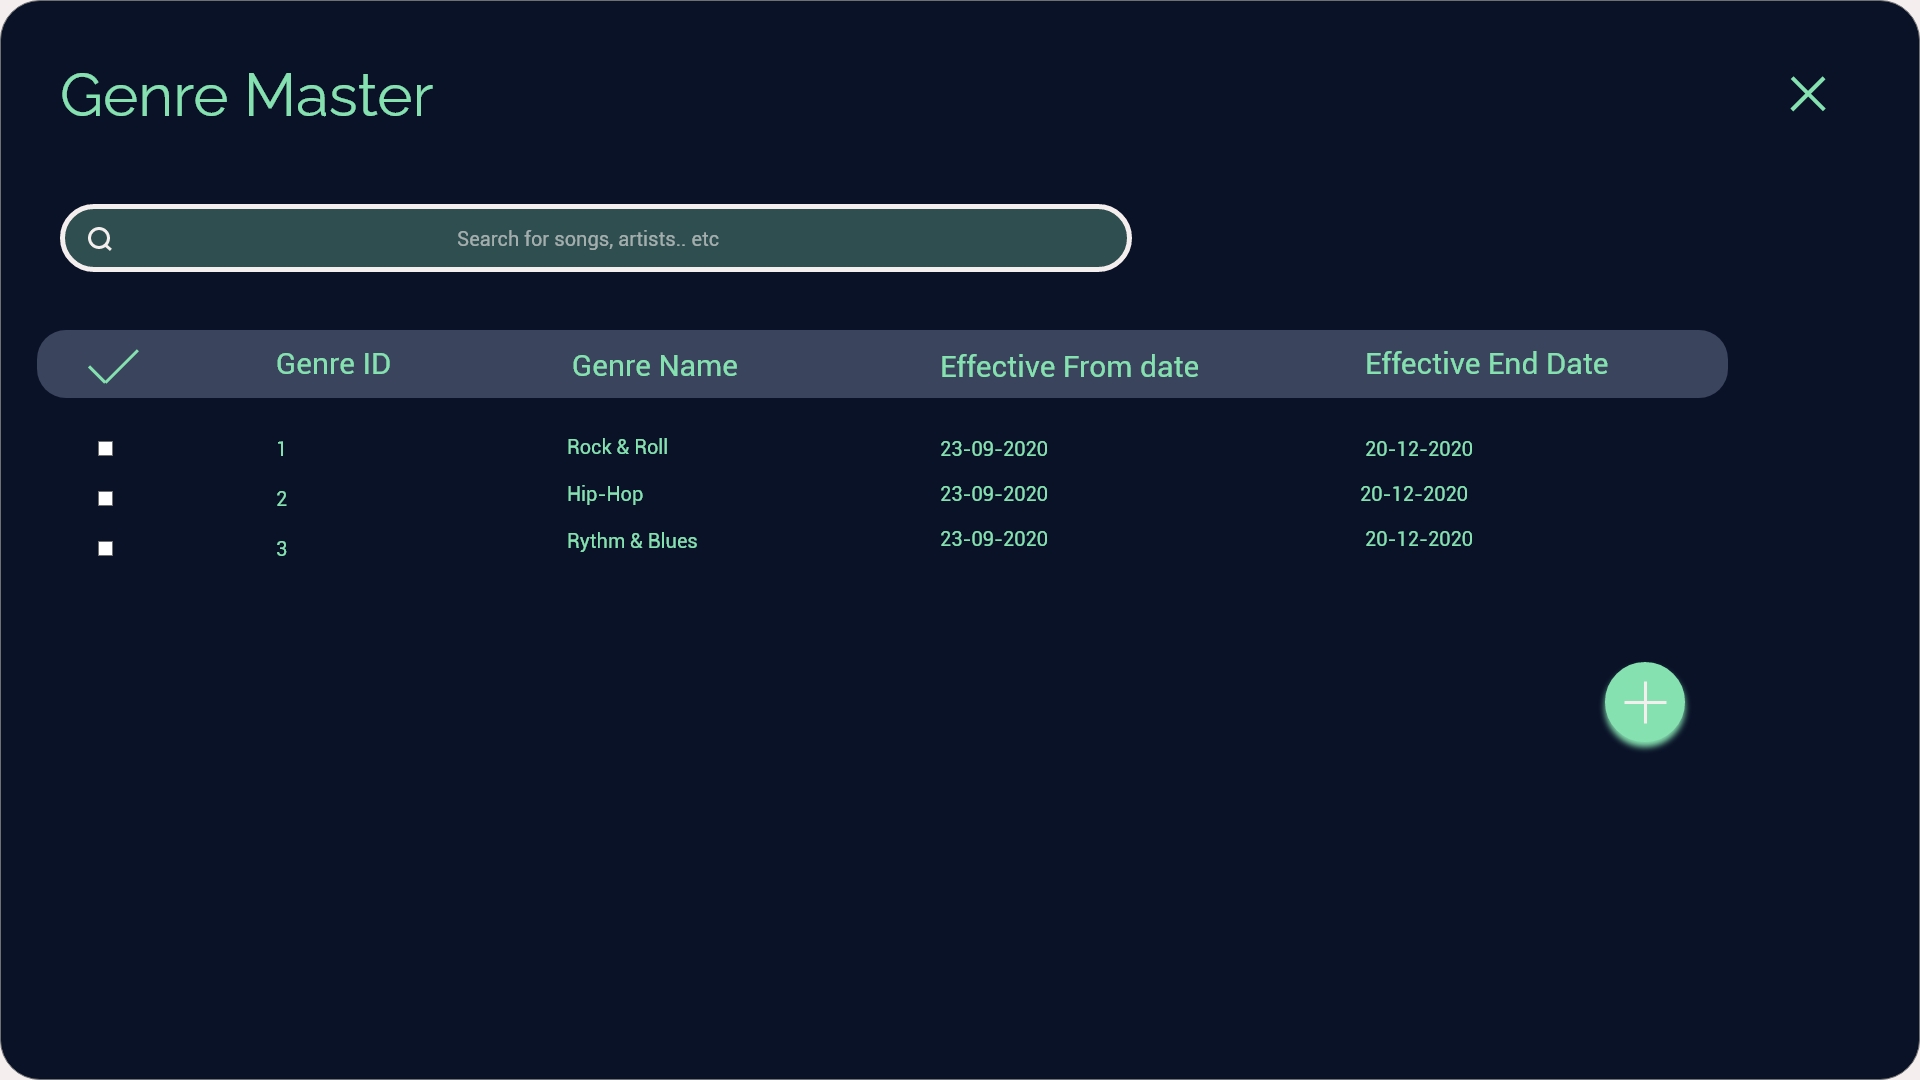 Genre Master
Search for songs, artists.. etc
Genre ID Genre Name Effective From date Effective End Date
1 Rock & Roll 23-09-2020 20-12-2020
2 Hip-Hop 23-09-2020 20-12-2020
3 Rythm & Blues 23-09-2020 20-12-2020